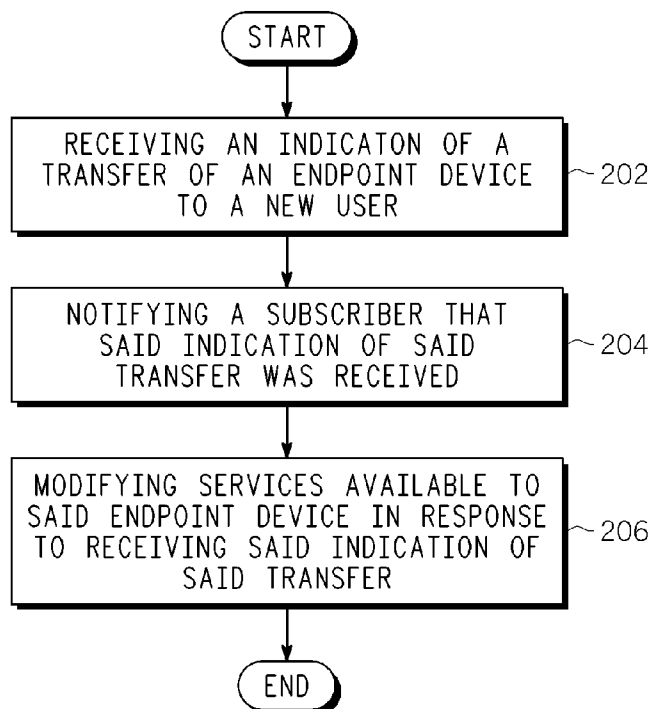 START
RECEIVING AN INDICATON OF A
TRANSFER OF AN ENDPOINT DEVICE
TO A NEW USER
202
NOTIFYING A SUBSCRIBER THAT
SAID INDICATION OF SAID
TRANSFER WAS RECEIVED
204
MODIFYING SERVICES AVAILABLE TO
SAID ENDPOINT DEVICE IN RESPONSE
TO RECEIVING SAID INDICATION OF
SAID TRANSFER
206
END